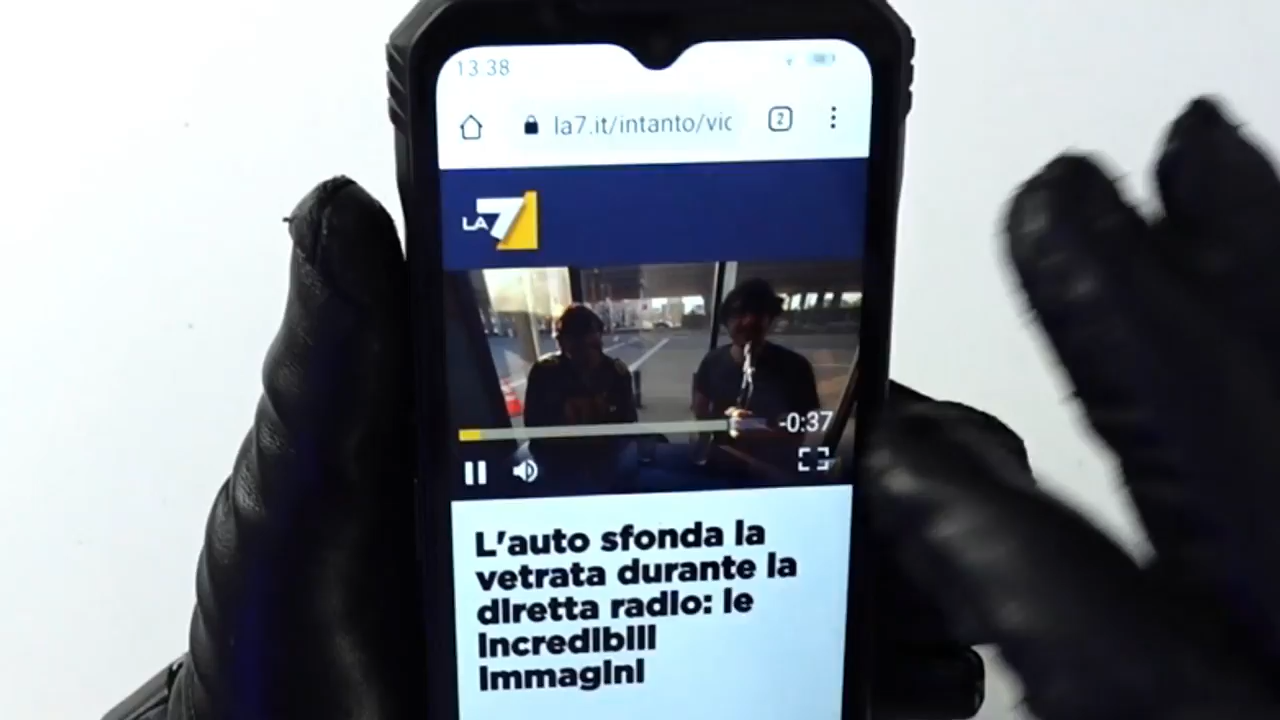 13:38
la7.it/intanto/vic
2
LA7
-0:37
L'auto sfonda la
vetrata durante la
diretta radio: le
incredibili
immagini